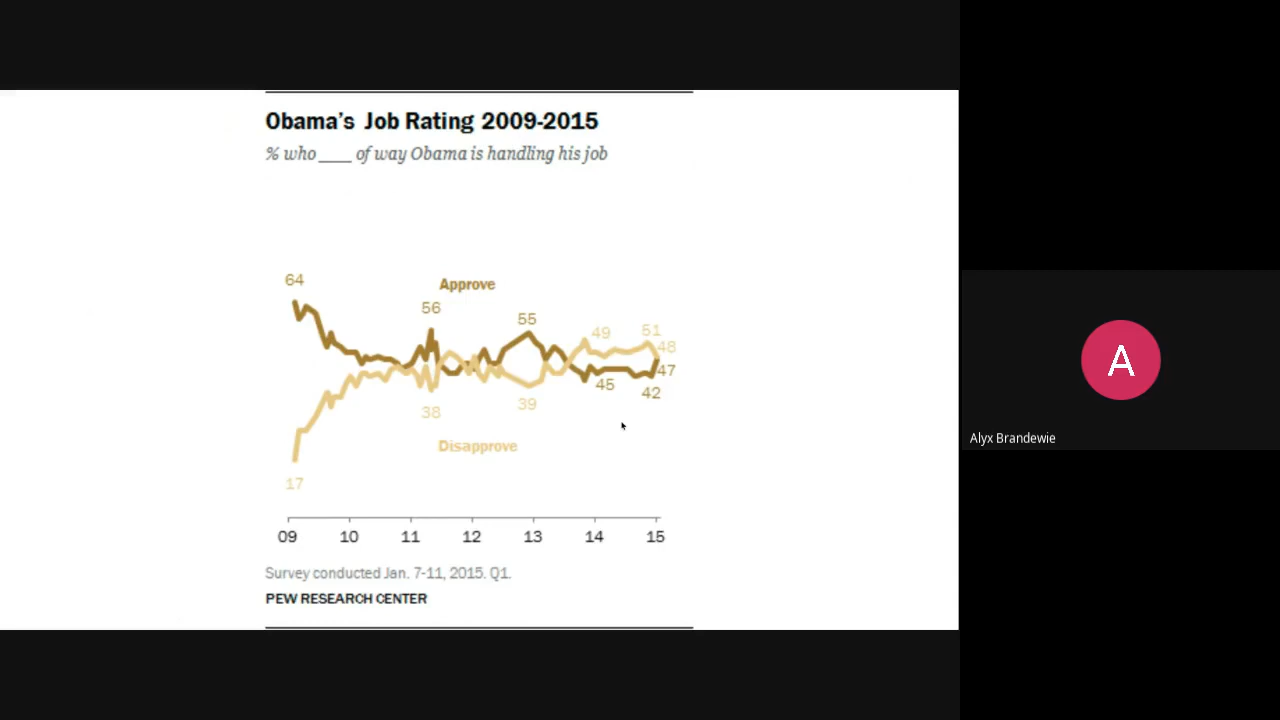 Obama's Job Rating 2009-2015
% who ____ of way Obama is handling his job
64
Approve
56
55
49
51
48
47
45
42
38
39
Disapprove
17
09 10 11 12 13 14 15
Survey conducted Jan. 7-11, 2015. Q1.
PEW RESEARCH CENTER
A
Alyx Brandewie